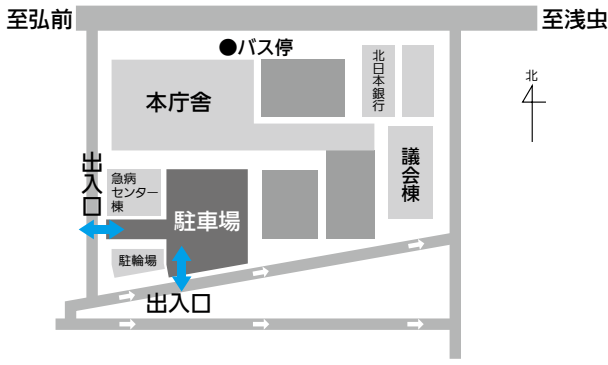 至弘前
至浅虫
●バス停
北日本銀行
北
本庁舎
議会棟
出入口
急病
センター
棟
駐車場
駐輪場
出入口